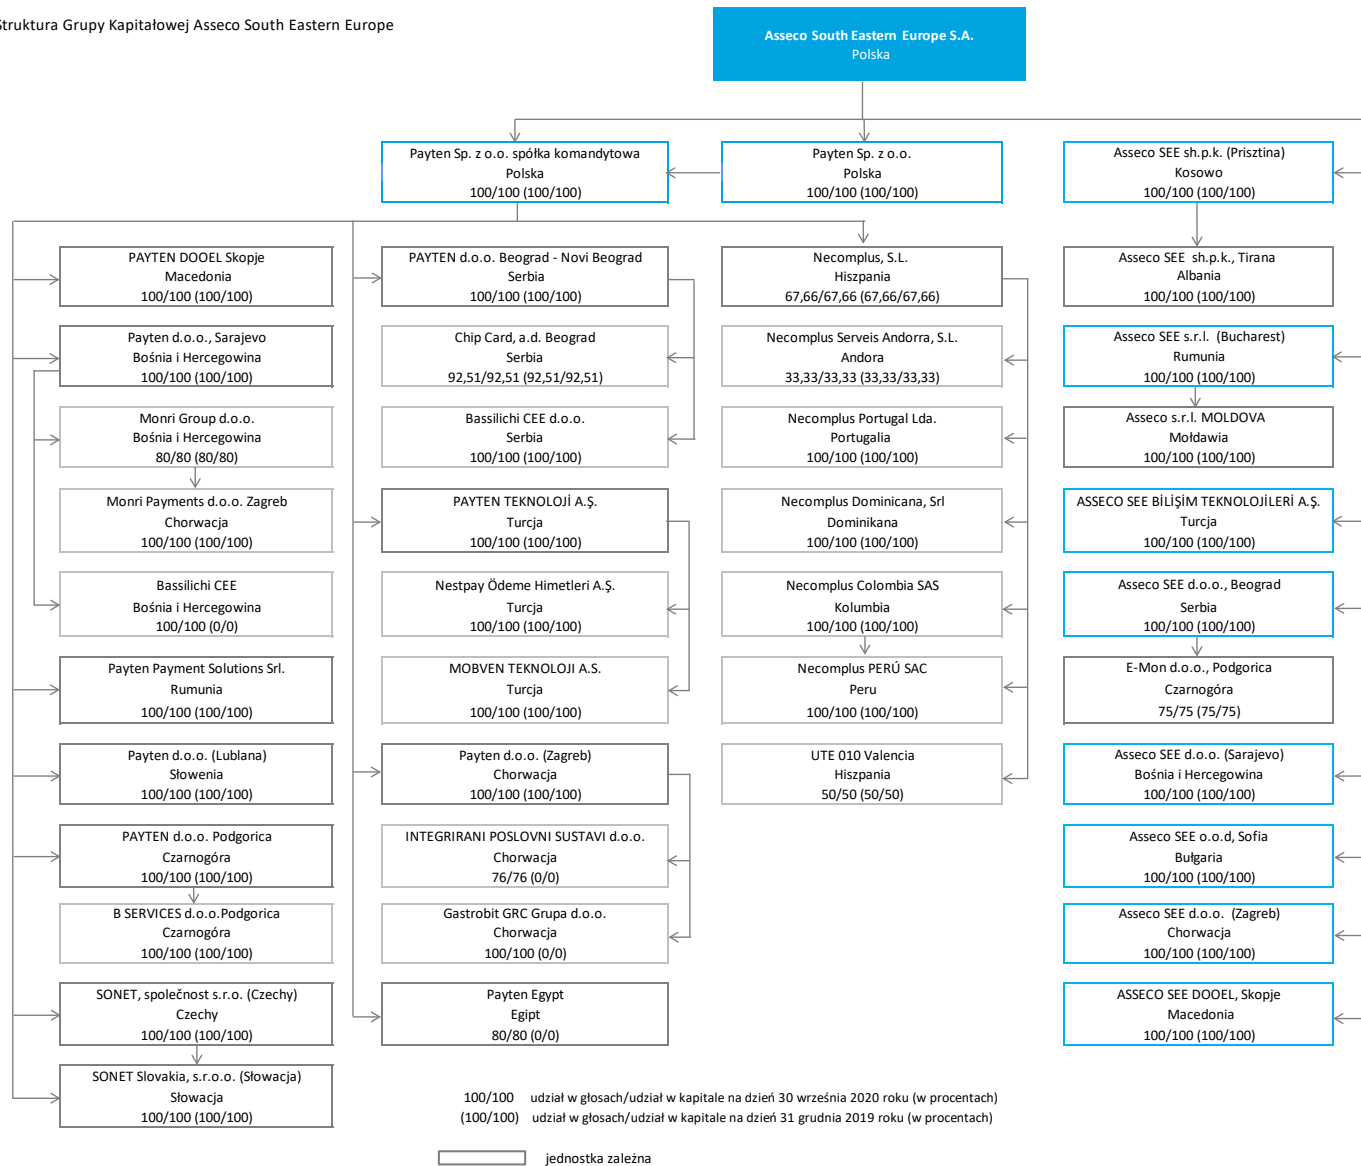 Struktura Grupy Kapitałowej Asseco South Eastern Europe
Asseco South Eastern Europe S.A.
Polska
Payten Sp. z o.o. spółka komandytowa
Polska
100/100 (100/100)
Payten Sp. z o.o.
Polska
100/100 (100/100)
Asseco SEE sh.p.k. (Prisztina)
Kosowo
100/100 (100/100)
PAYTEN DOOEL Skopje
Macedonia
100/100 (100/100)
Payten d.o.o., Sarajevo
Bośnia i Hercegowina
100/100 (100/100)
Monri Group d.o.o.
Bośnia i Hercegowina
80/80 (80/80)
Monri Payments d.o.o. Zagreb
Chorwacja
100/100 (100/100)
Bassilichi CEE
Bośnia i Hercegowina
100/100 (0/0)
Payten Payment Solutions Srl.
Rumunia
100/100 (100/100)
Payten d.o.o. (Lublana)
Słowenia
100/100 (100/100)
PAYTEN d.o.o. Podgorica
Czarnogóra
100/100 (100/100)
B SERVICES d.o.o.Podgorica
Czarnogóra
100/100 (100/100)
SONET, společnost s.r.o. (Czechy)
Czechy
100/100 (100/100)
SONET Slovakia, s.r.o.o. (Słowacja)
Słowacja
100/100 (100/100)
PAYTEN d.o.o. Beograd - Novi Beograd
Serbia
100/100 (100/100)
Chip Card, a.d. Beograd
Serbia
92,51/92,51 (92,51/92,51)
Bassilichi CEE d.o.o.
Serbia
100/100 (100/100)
PAYTEN TEKNOLOJİ A.Ş.
Turcja
100/100 (100/100)
Nestpay Ödeme Himetleri A.Ş.
Turcja
100/100 (100/100)
MOBVEN TEKNOLOJI A.S.
Turcja
100/100 (100/100)
Payten d.o.o. (Zagreb)
Chorwacja
100/100 (100/100)
INTEGRIRANI POSLOVNI SUSTAVI d.o.o.
Chorwacja
76/76 (0/0)
Gastrobit GRC Grupa d.o.o.
Chorwacja
100/100 (0/0)
Payten Egypt
Egipt
80/80 (0/0)
Necomplus, S.L.
Hiszpania
67,66/67,66 (67,66/67,66)
Necomplus Serveis Andorra, S.L.
Andora
33,33/33,33 (33,33/33,33)
Necomplus Portugal Lda.
Portugalia
100/100 (100/100)
Necomplus Dominicana, Srl
Dominikana
100/100 (100/100)
Necomplus Colombia SAS
Kolumbia
100/100 (100/100)
Necomplus PERÚ SAC
Peru
100/100 (100/100)
UTE 010 Valencia
Hiszpania
50/50 (50/50)
Asseco SEE sh.p.k., Tirana
Albania
100/100 (100/100)
Asseco SEE s.r.l. (Bucharest)
Rumunia
100/100 (100/100)
Asseco s.r.l. MOLDOVA
Mołdawia
100/100 (100/100)
ASSECO SEE BİLİŞİM TEKNOLOJİLERİ A.Ş.
Turcja
100/100 (100/100)
Asseco SEE d.o.o., Beograd
Serbia
100/100 (100/100)
E-Mon d.o.o., Podgorica
Czarnogóra
75/75 (75/75)
Asseco SEE d.o.o. (Sarajevo)
Bośnia i Hercegowina
100/100 (100/100)
Asseco SEE o.o.d, Sofia
Bułgaria
100/100 (100/100)
Asseco SEE d.o.o. (Zagreb)
Chorwacja
100/100 (100/100)
ASSECO SEE DOOEL, Skopje
Macedonia
100/100 (100/100)
100/100 udział w głosach/udział w kapitale na dzień 30 września 2020 roku (w procentach)
(100/100) udział w głosach/udział w kapitale na dzień 31 grudnia 2019 roku (w procentach)
jednostka zależna